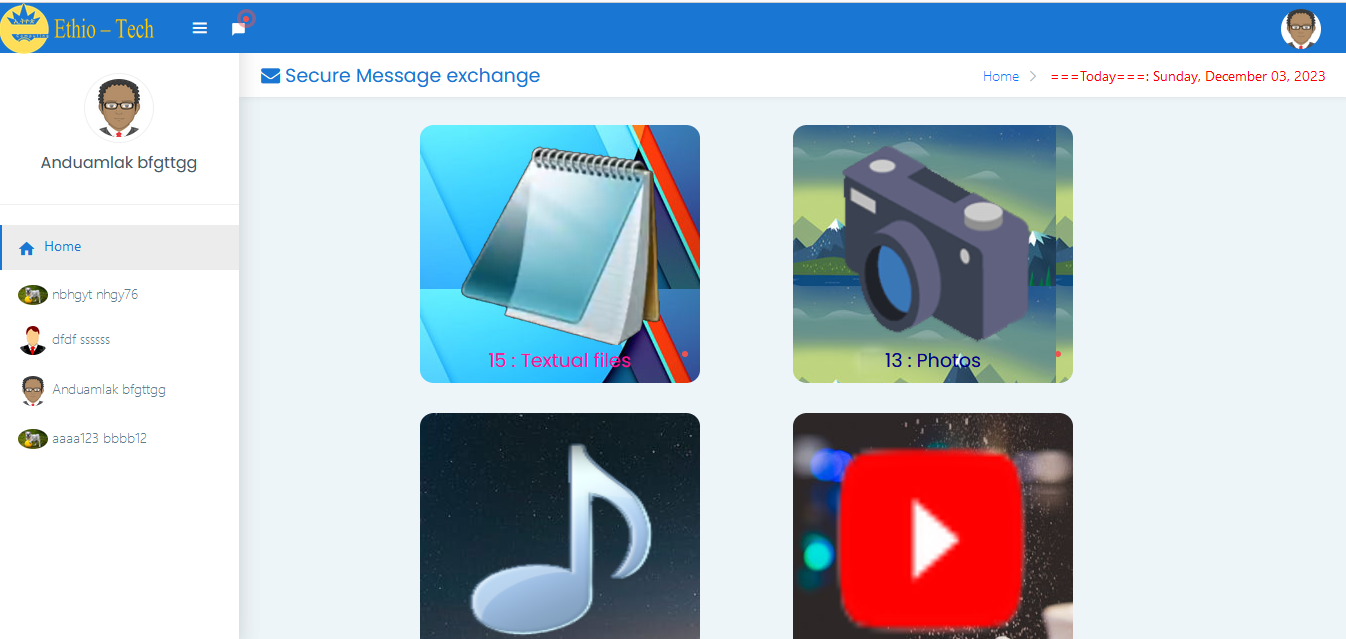 Ethio – Tech
Secure Message exchange
Home
===Today===: Sunday, December 03, 2023
Anduamlak bfgttgg
Home
nbhgyt nhgy76
dfdf ssssss
Anduamlak bfgttgg
aaaa123 bbbb12
15 : Textual files
13 : Photos